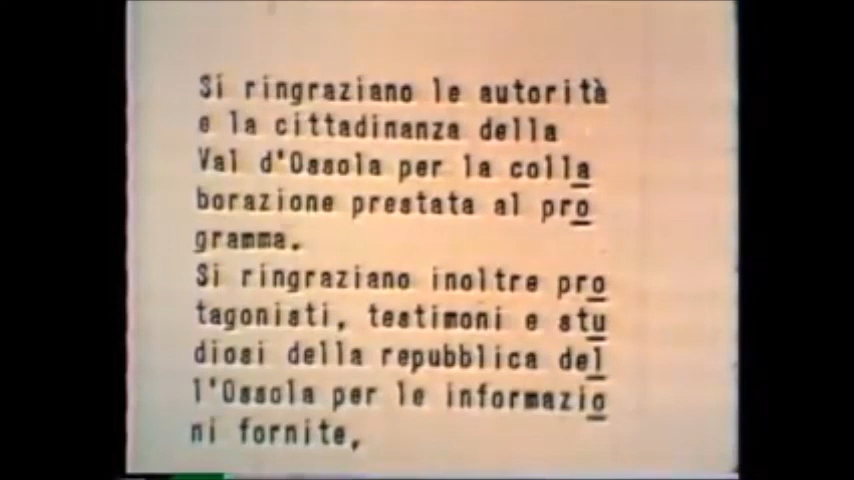 Si ringraziano le autorità
e la cittadinanza della
Val d'Ossola per la colla
borazione prestata al pro
gramma.
Si ringraziano inoltre pro
tagonisti, testimoni e stu
diosi della repubblica del
l'Ossola per le informazio
ni fornite,